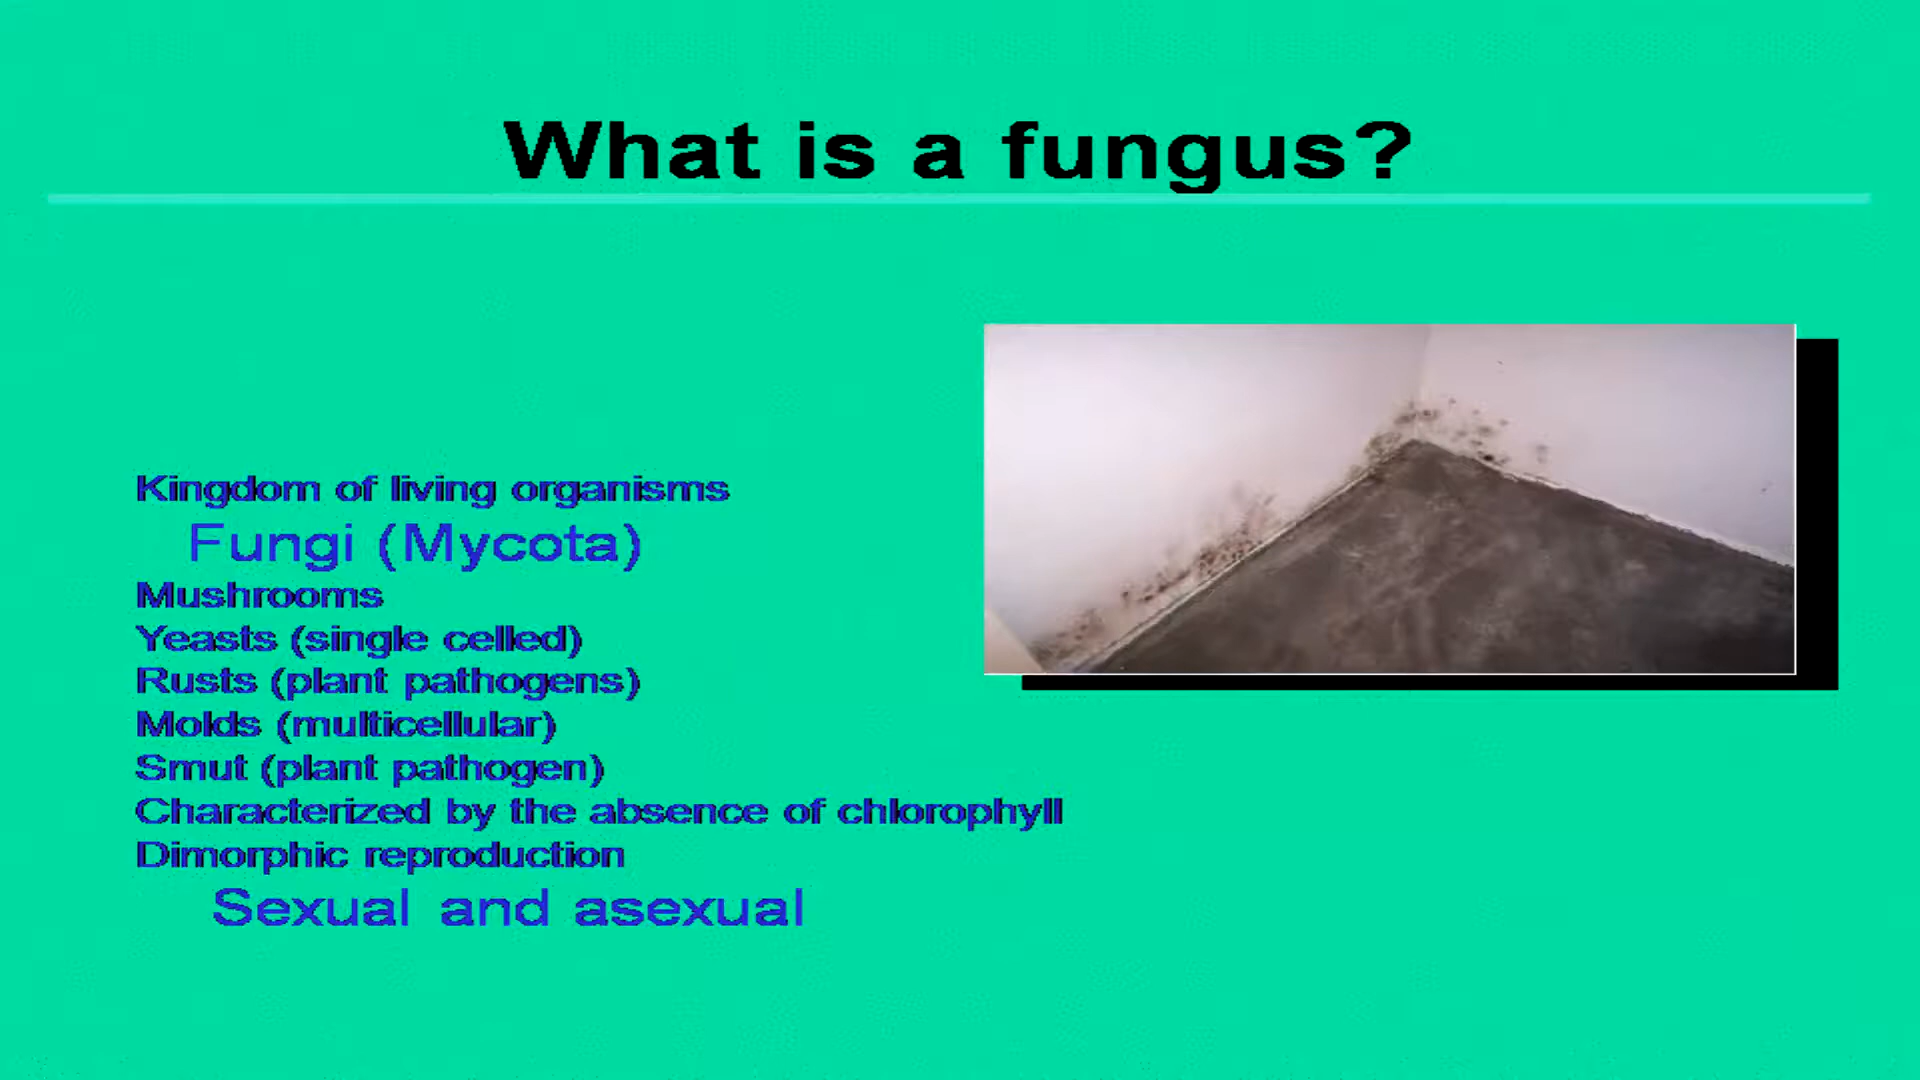 What is a fungus?
Kingdom of living organisms
Fungi (Mycota)
Mushrooms
Yeasts (single celled)
Rusts (plant pathogens)
Molds (multicellular)
Smut (plant pathogen)
Characterized by the absence of chlorophyll
Dimorphic reproduction
Sexual and asexual